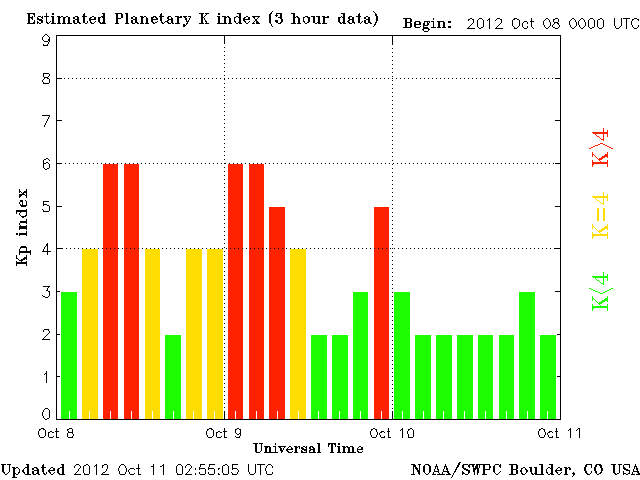 Estimated Planetary K index (3 hour data)
Begin: 2012 Oct 08 0000 UTC
9
8
7
6
5
4
3
2
1
0
Kp index
K>4
K=4
K<4
Oct 8
Oct 9
Oct 10
Oct 11
Universal Time
Updated 2012 Oct 11 02:55:05 UTC
NOAA/SWPC Boulder, CO USA